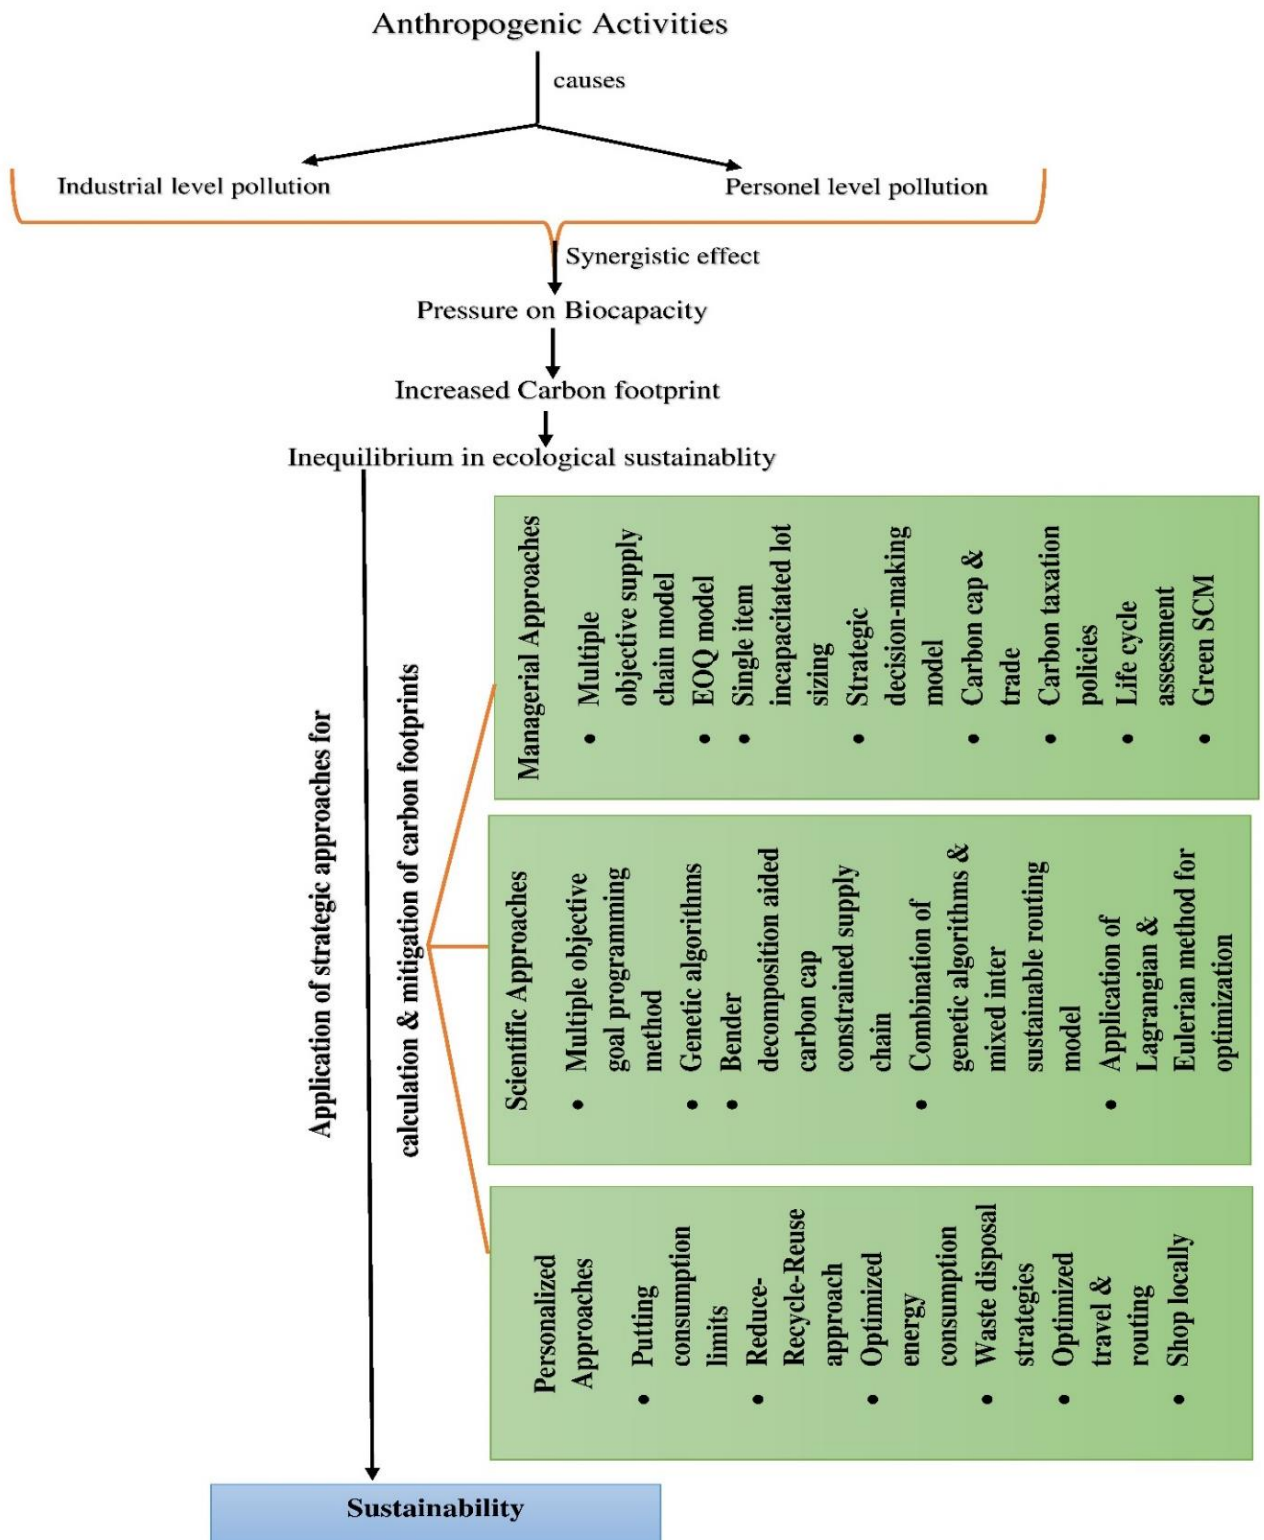 Anthropogenic Activities
causes
Industrial level pollution
Personel level pollution
Synergistic effect
Pressure on Biocapacity
Increased Carbon footprint
Inequilibrium in ecological sustainablity
Application of strategic approaches for
calculation & mitigation of carbon footprints
Managerial Approaches
• Multiple
objective supply
chain model
• EOQ model
• Single item
incapacitated lot
sizing
• Strategic
decision-making
model
• Carbon cap &
trade
• Carbon taxation
policies
• Life cycle
assessment
• Green SCM
Scientific Approaches
• Multiple objective
goal programming
method
• Genetic algorithms
• Bender
decomposition aided
carbon cap
constrained supply
chain
• Combination of
genetic algorithms &
mixed inter
sustainable routing
model
• Application of
Lagrangian &
Eulerian method for
optimization
Personalized
Approaches
• Putting
consumption
limits
• Reduce-
Recycle-Reuse
approach
• Optimized
energy
consumption
• Waste disposal
strategies
• Optimized
travel &
routing
• Shop locally
Sustainability